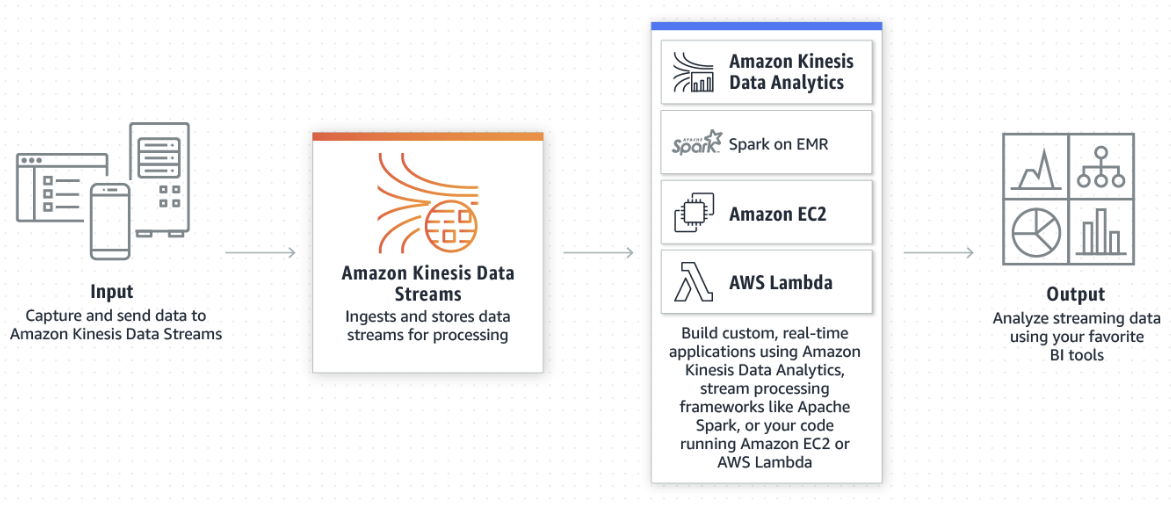 Input
Capture and send data to
Amazon Kinesis Data Streams
Amazon Kinesis Data
Streams
Ingests and stores data
streams for processing
Amazon Kinesis
Data Analytics
APACHE
Spark
Spark on EMR
Amazon EC2
AWS Lambda
Build custom, real-time
applications using Amazon
Kinesis Data Analytics,
stream processing
frameworks like Apache
Spark, or your code
running Amazon EC2 or
AWS Lambda
Output
Analyze streaming data
using your favorite
BI tools